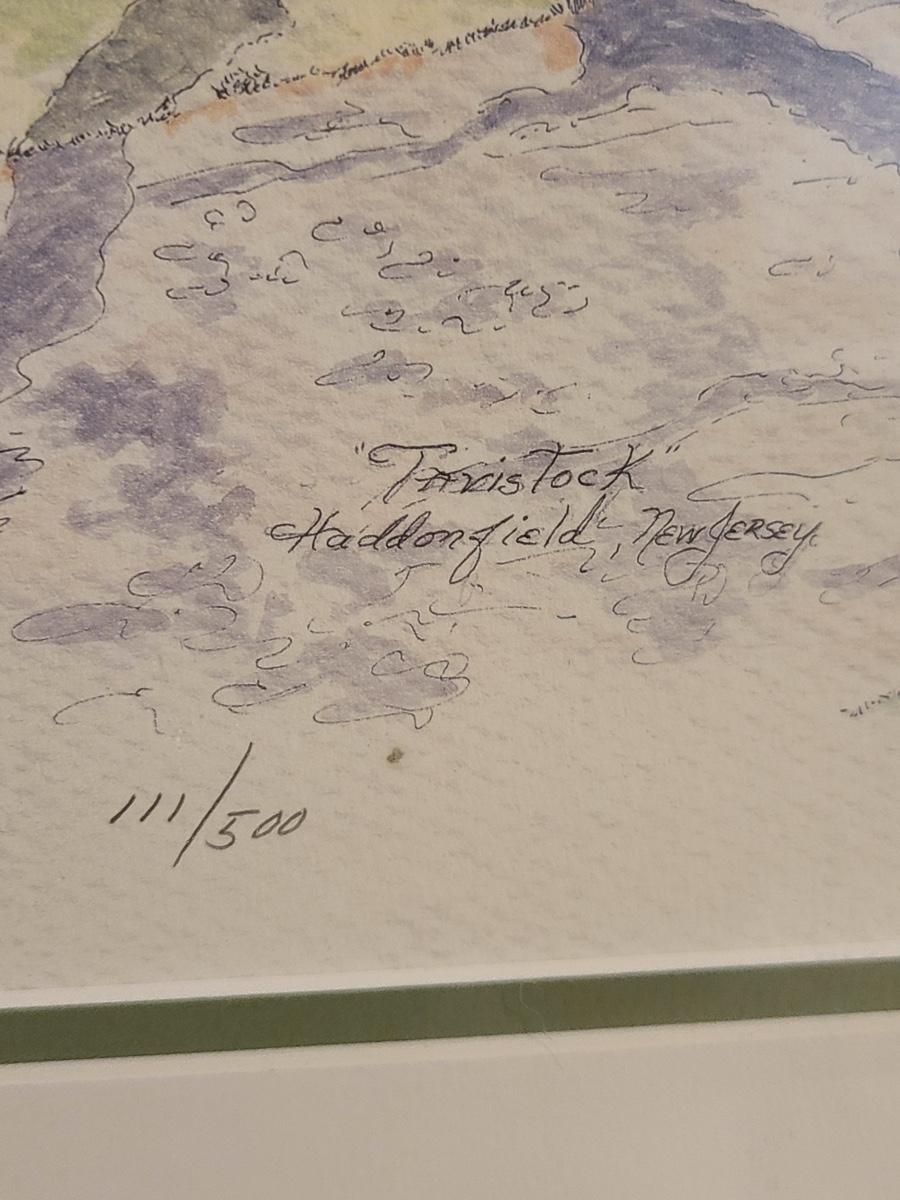 "Tavistock"
Haddonfield, New Jersey.
111/500